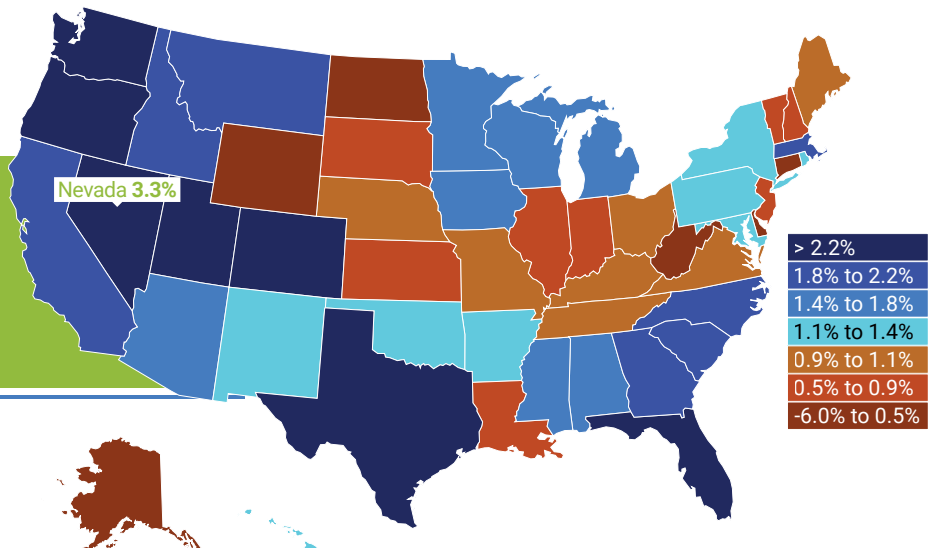 Nevada 3.3%
> 2.2%
1.8% to 2.2%
1.4% to 1.8%
1.1% to 1.4%
0.9% to 1.1%
0.5% to 0.9%
-6.0% to 0.5%